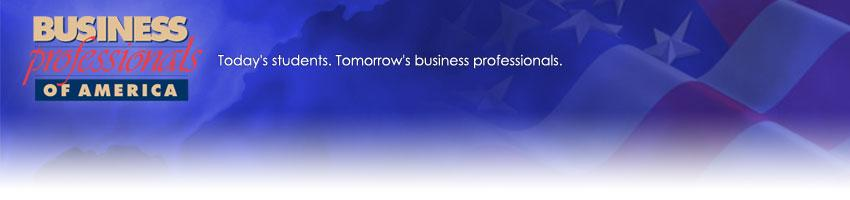 BUSINESS
professionals
OF AMERICA
Today's students. Tomorrow's business professionals.